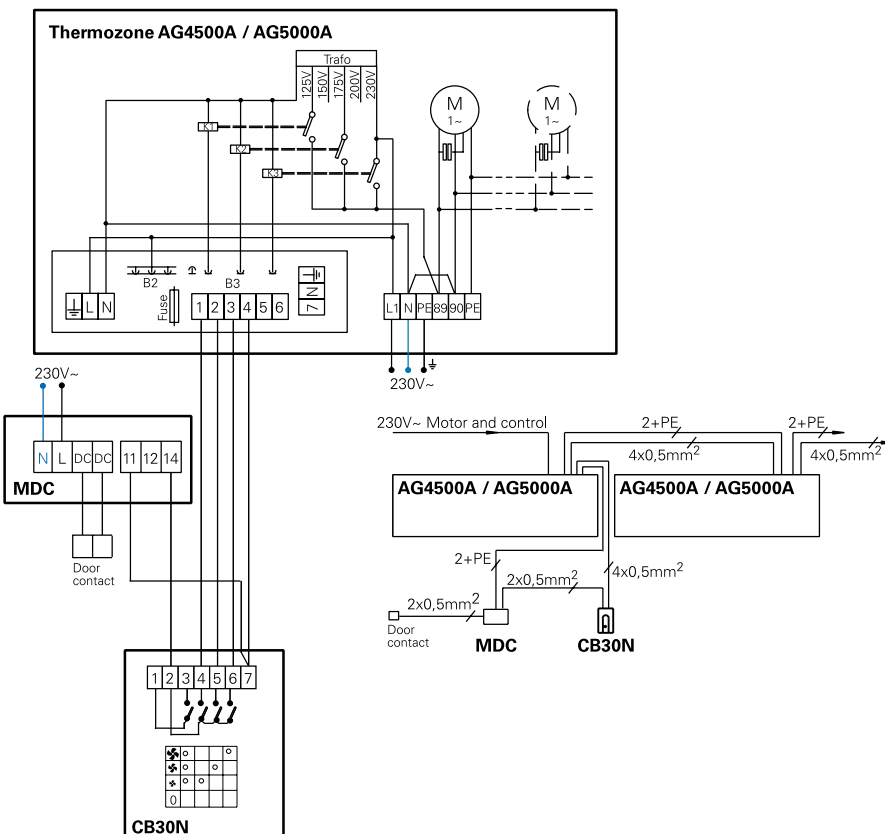 Thermozone AG4500A / AG5000A
Trafo
125V 150V 175V 200V 230V
M
1~
M
1~
K1
K2
K3
B2
B3
L N
Fuse
1 2 3 4 5 6
7 N
L1 N PE 89 90 PE
230V~
230V~
N L DC DC 11 12 14
MDC
Door
contact
1 2 3 4 5 6 7
0
CB30N
230V~ Motor and control
2+PE
2+PE
4x0,5mm²
4x0,5mm²
AG4500A / AG5000A
AG4500A / AG5000A
2+PE
2x0,5mm²
4x0,5mm²
2x0,5mm²
Door
contact
MDC
CB30N